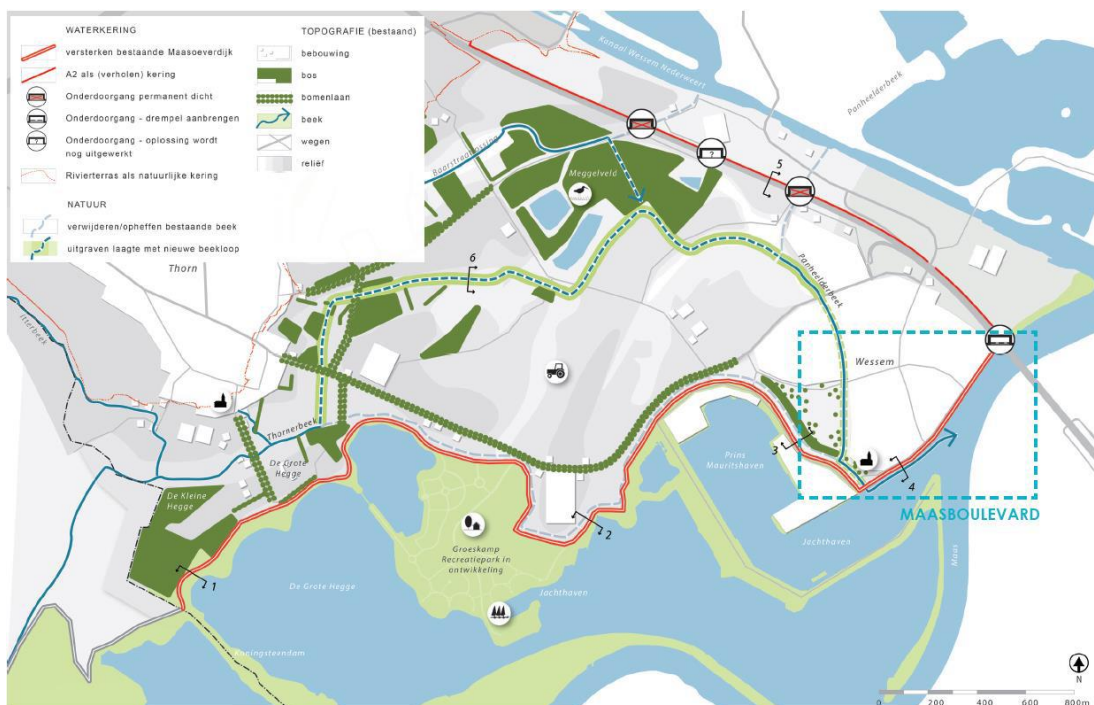 WATERKERING
versterken bestaande Maasoeverdijk
A2 als (verholen) kering
Onderdoorgang permanent dicht
Onderdoorgang - drempel aanbrengen
Onderdoorgang - oplossing wordt
nog uitgewerkt
Rivierterras als natuurlijke kering
NATUUR
verwijderen/opheffen bestaande beek
uitgraven laagte met nieuwe beekloop
TOPOGRAFIE (bestaand)
bebouwing
bos
bomenlaan
beek
wegen
reliëf
Kanaal Wessem Nederweert
Panheelderbeek
Meggelveld
?
5
6
Thorn
Itterbeek
Panheelderbeek
Wessem
Thornerbeek
De Grote
Hegge
De Kleine
Hegge
Prins
Mauritshaven
3
4
MAASBOULEVARD
2
1
Groeskamp
Recreatiepark in
ontwikkeling
De Grote Hegge
Jachthaven
Jachthaven
Maas
Koningsteendam
N
0 200 400 600 800m